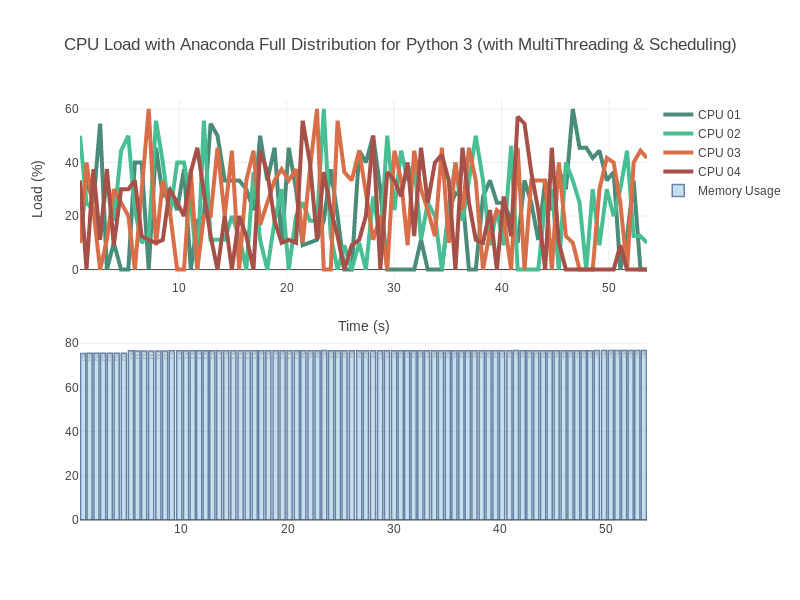 CPU Load with Anaconda Full Distribution for Python 3 (with MultiThreading & Scheduling)
60
40
20
0
Load (%)
10 20 30 40 50
Time (s)
CPU 01
CPU 02
CPU 03
CPU 04
Memory Usage
80
60
40
20
0
10 20 30 40 50